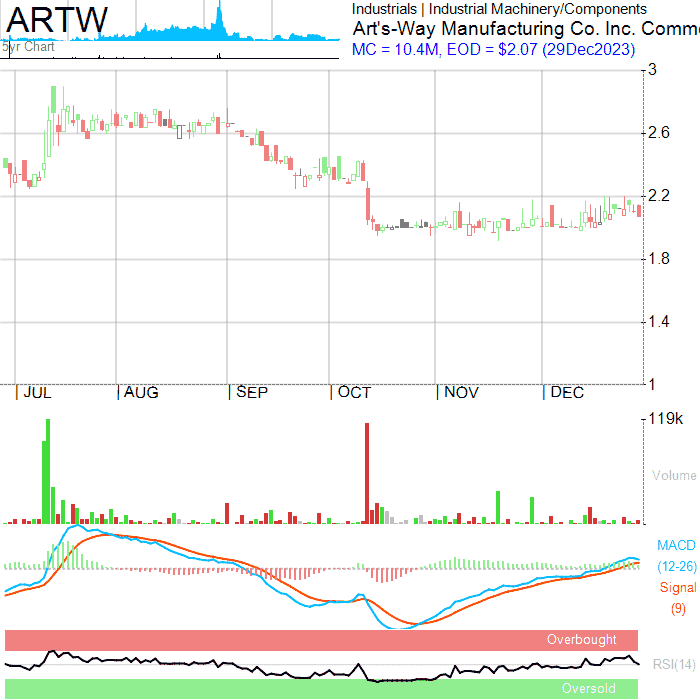 ARTW
5yr Chart
Industrials | Industrial Machinery/Components
Art's-Way Manufacturing Co. Inc. Comm
MC = 10.4M, EOD = $2.07 (29Dec2023)
3
2.6
2.2
1.8
1.4
1
| JUL | AUG | SEP | OCT | NOV | DEC
119k
Volume
MACD
(12-26)
Signal
(9)
Overbought
RSI(14)
Oversold